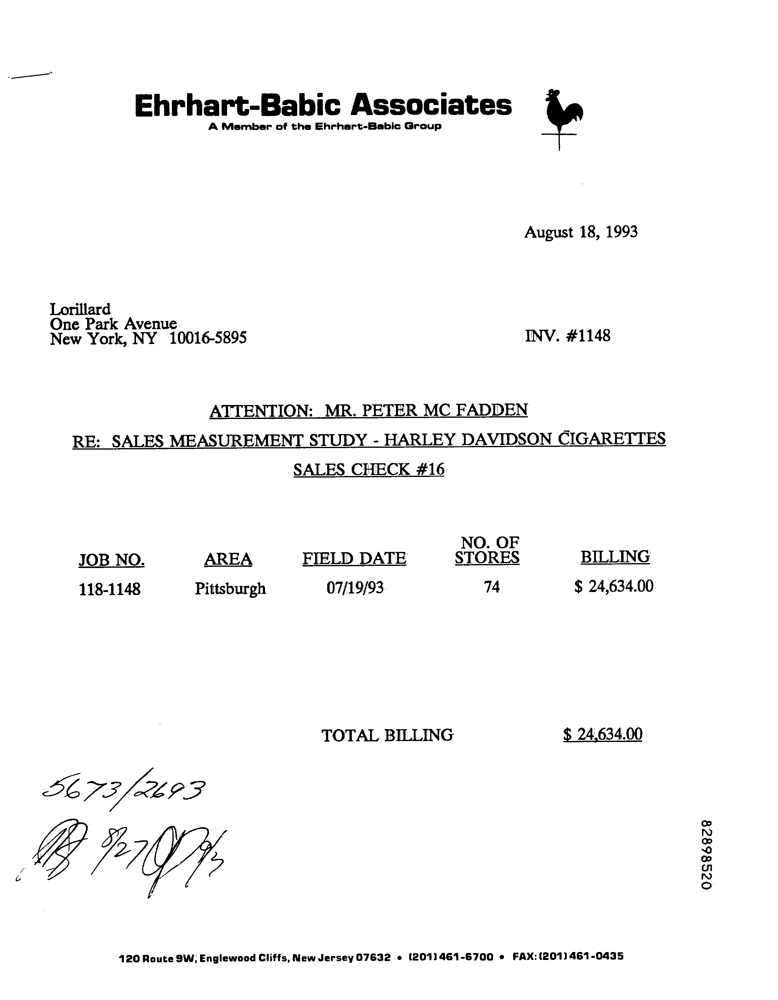 Ehrhart-Babic Associates
A Member of the Ehrhart-Babic Group
August 18, 1993
Lorillard
One Park Avenue
New York, NY 10016-5895
INV. #1148
ATTENTION: MR. PETER MC FADDEN
RE: SALES MEASUREMENT STUDY - HARLEY DAVIDSON CIGARETTES
SALES CHECK #16
JOB NO. AREA FIELD DATE NO. OF STORES BILLING
118-1148 Pittsburgh 07/19/93 74 $ 24,634.00
TOTAL BILLING $ 24,634.00
5673/2693
8/27 9/3
82898520
120 Route 9W, Englewood Cliffs, New Jersey 07632 • (201) 461-6700 • FAX: (201) 461-0435